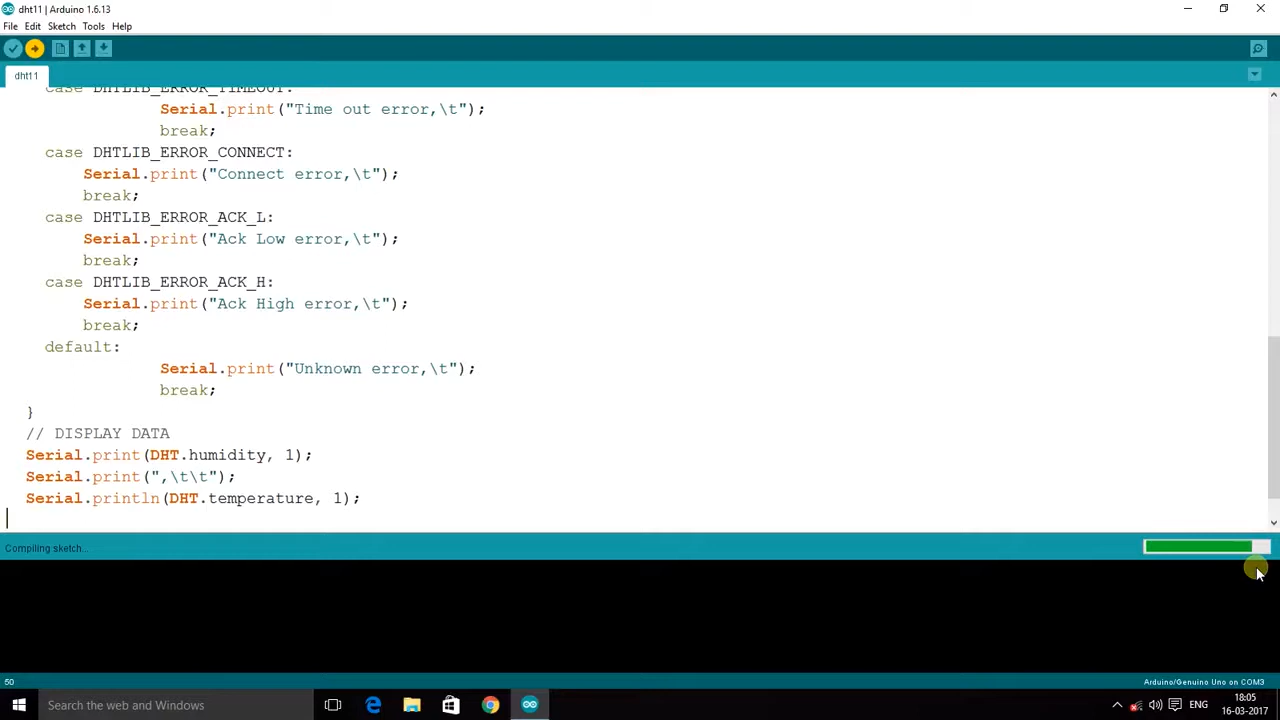 dht11 | Arduino 1.6.13
File Edit Sketch Tools Help
dht11
case DHTLIB_ERROR_TIMEOUT:
Serial.print("Time out error,\t");
break;
case DHTLIB_ERROR_CONNECT:
Serial.print("Connect error,\t");
break;
case DHTLIB_ERROR_ACK_L:
Serial.print("Ack Low error,\t");
break;
case DHTLIB_ERROR_ACK_H:
Serial.print("Ack High error,\t");
break;
default:
Serial.print("Unknown error,\t");
break;
}
// DISPLAY DATA
Serial.print(DHT.humidity, 1);
Serial.print(",\t\t");
Serial.println(DHT.temperature, 1);
Compiling sketch...
50 Arduino/Genuino Uno on COM3
Search the web and Windows
ENG
18:05
16-03-2017